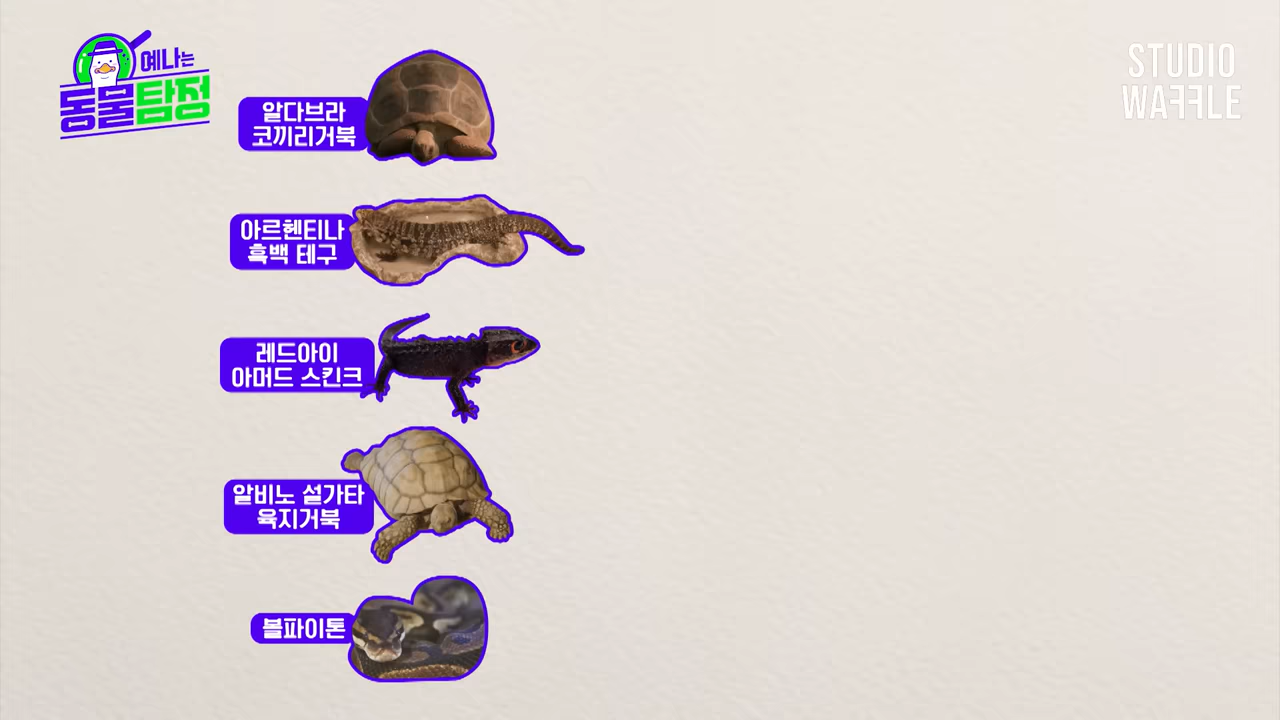 예나는
동물탐정
STUDIO
WAFFLE
알다브라
코끼리거북
아르헨티나
흑백 테구
레드아이
아머드 스킨크
알비노 설가타
육지거북
볼파이톤